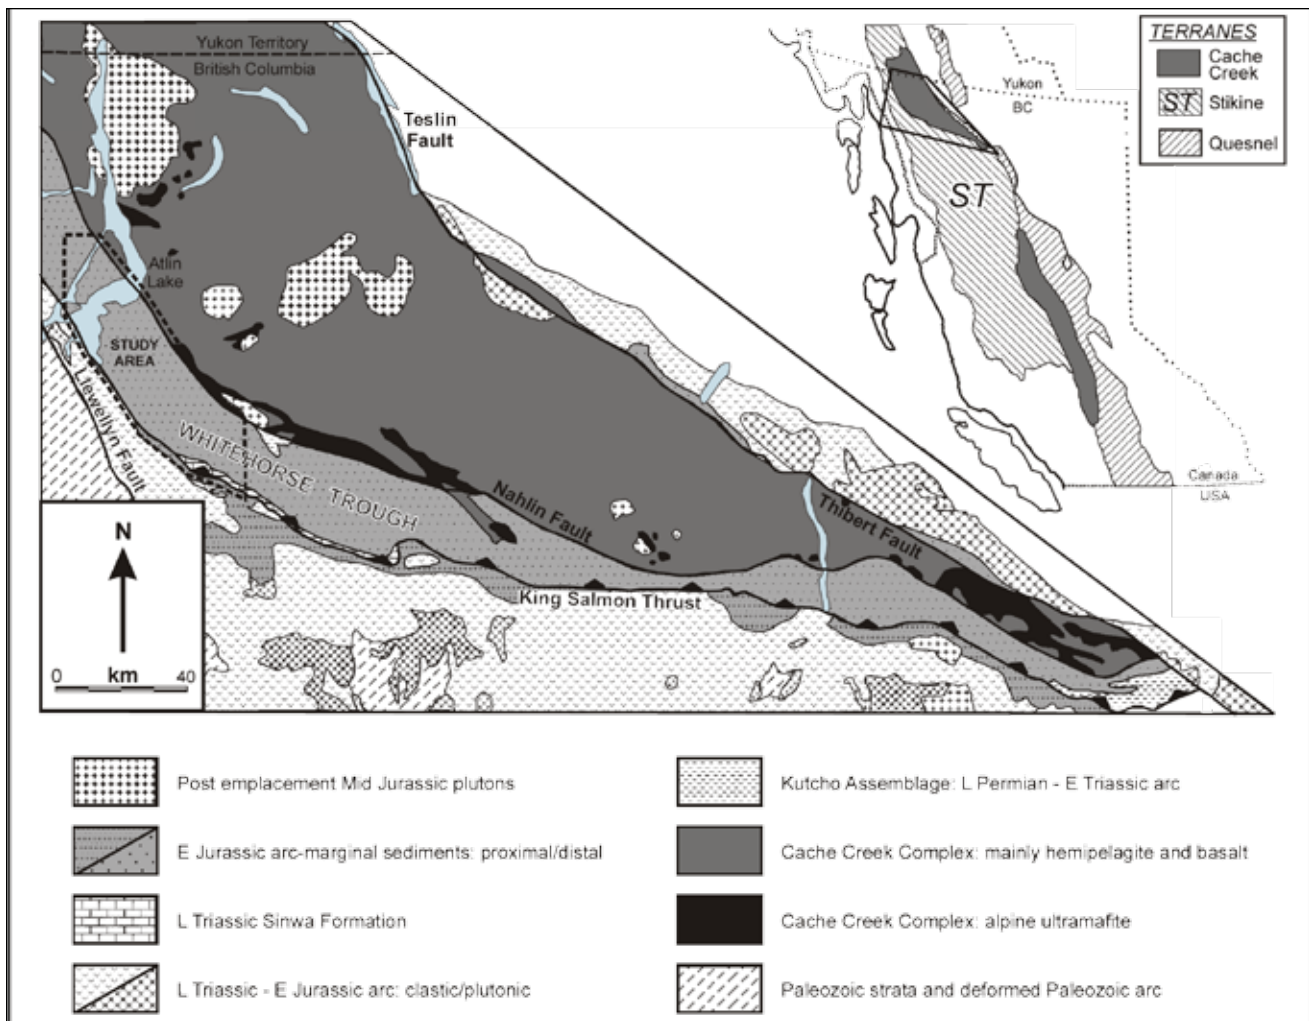 Yukon Territory
British Columbia
Teslin
Fault
TERRANES
Cache
Creek
ST
Stikine
Quesnel
Yukon
BC
ST
Canada
USA
Atlin
Lake
STUDY
AREA
Llewellyn Fault
WHITEHORSE TROUGH
Nahlin Fault
Thibert Fault
King Salmon Thrust
N
0 km 40
Post emplacement Mid Jurassic plutons
E Jurassic arc-marginal sediments: proximal/distal
L Triassic Sinwa Formation
L Triassic - E Jurassic arc: clastic/plutonic
Kutcho Assemblage: L Permian - E Triassic arc
Cache Creek Complex: mainly hemipelagite and basalt
Cache Creek Complex: alpine ultramafite
Paleozoic strata and deformed Paleozoic arc